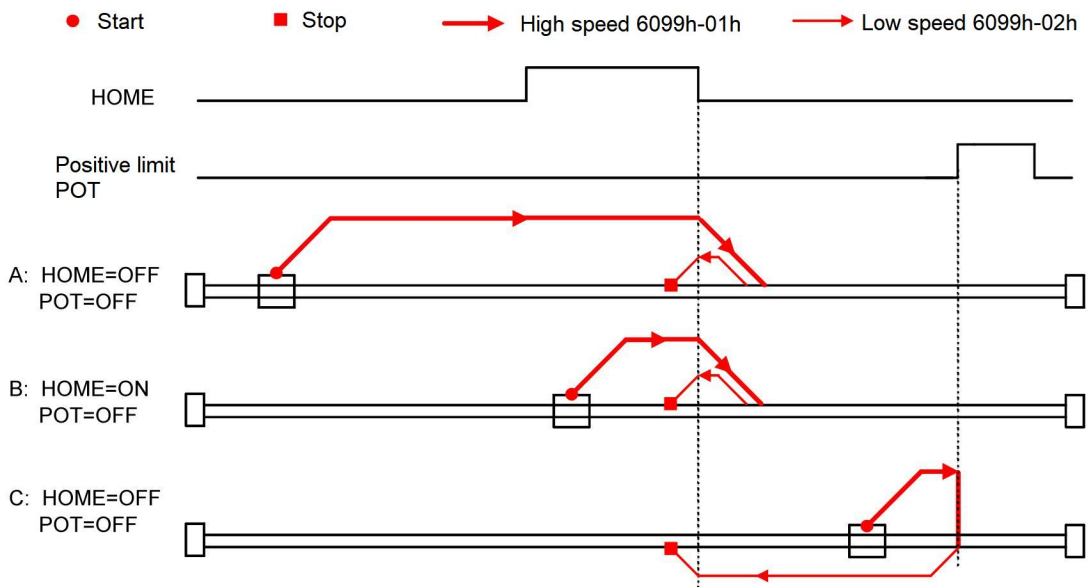 Start
Stop
High speed 6099h-01h
Low speed 6099h-02h
HOME
Positive limit
POT
A: HOME=OFF
POT=OFF
B: HOME=ON
POT=OFF
C: HOME=OFF
POT=OFF